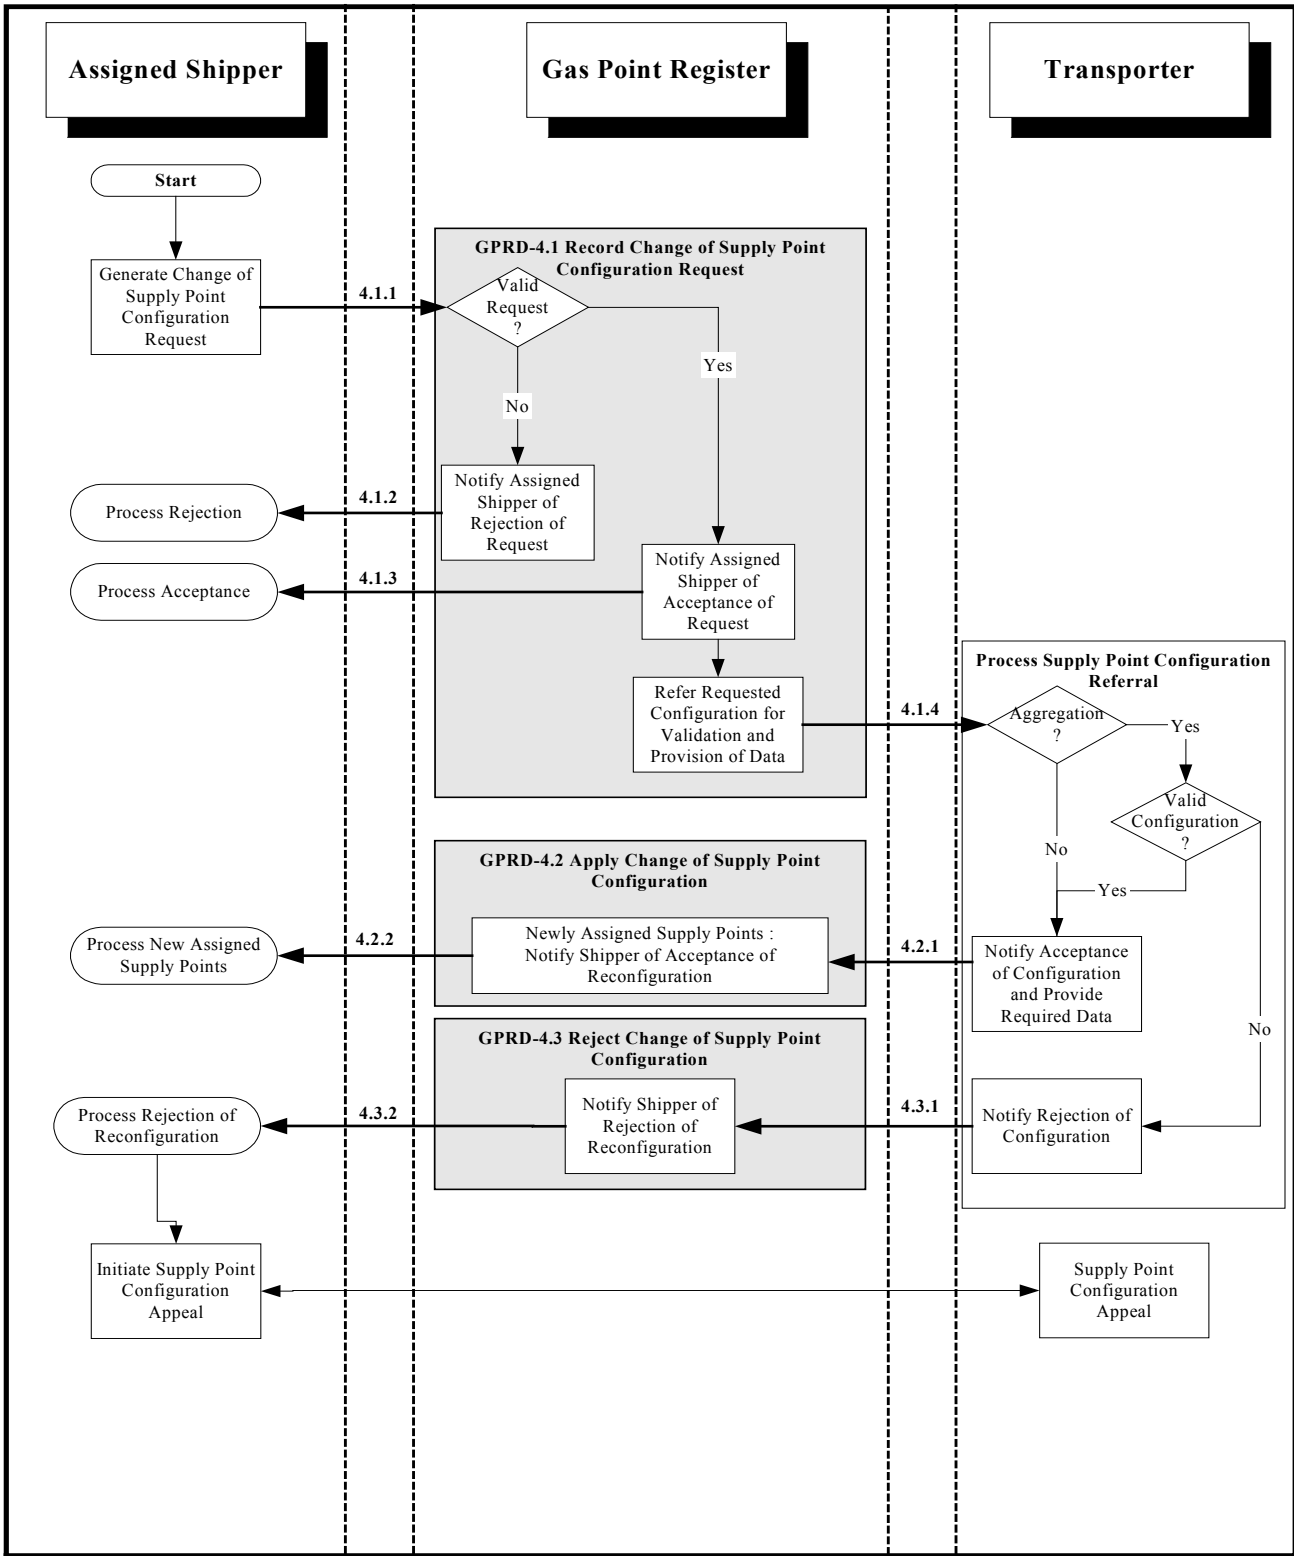 Assigned Shipper
Gas Point Register
Transporter
Start
GPRD-4.1 Record Change of Supply Point
Configuration Request
Generate Change of
Supply Point
Configuration
Request
4.1.1
Valid
Request
?
Yes
No
Notify Assigned
Shipper of
Rejection of
Request
4.1.2
Process Rejection
Notify Assigned
Shipper of
Acceptance of
Request
4.1.3
Process Acceptance
Refer Requested
Configuration for
Validation and
Provision of Data
4.1.4
Process Supply Point Configuration
Referral
Aggregation
?
Yes
Valid
Configuration
?
No
Yes
No
GPRD-4.2 Apply Change of Supply Point
Configuration
Newly Assigned Supply Points :
Notify Shipper of Acceptance of
Reconfiguration
4.2.2
Process New Assigned
Supply Points
4.2.1
Notify Acceptance
of Configuration
and Provide
Required Data
GPRD-4.3 Reject Change of Supply Point
Configuration
Notify Shipper of
Rejection of
Reconfiguration
4.3.2
Process Rejection of
Reconfiguration
4.3.1
Notify Rejection of
Configuration
Initiate Supply Point
Configuration
Appeal
Supply Point
Configuration
Appeal